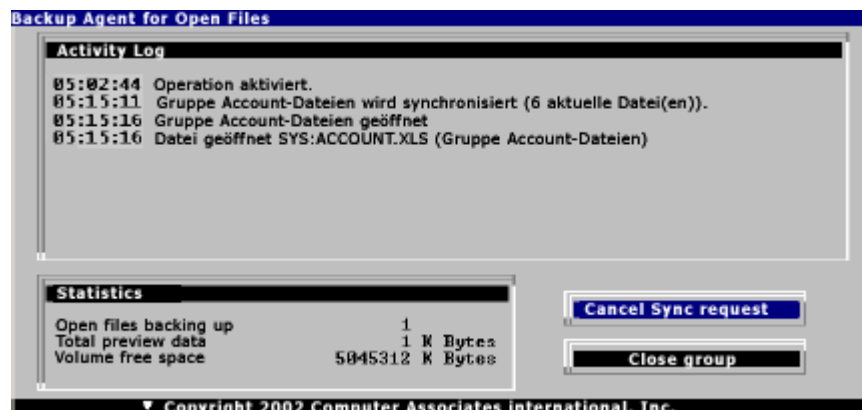 Backup Agent for Open Files
Activity Log
05:02:44 Operation aktiviert.
05:15:11 Gruppe Account-Dateien wird synchronisiert (6 aktuelle Datei(en)).
05:15:16 Gruppe Account-Dateien geöffnet
05:15:16 Datei geöffnet SYS:ACCOUNT.XLS (Gruppe Account-Dateien)
Statistics
Open files backing up 1
Total preview data 1 K Bytes
Volume free space 5045312 K Bytes
Cancel Sync request
Close group
▼ Copyright 2002 Computer Associates international, Inc.